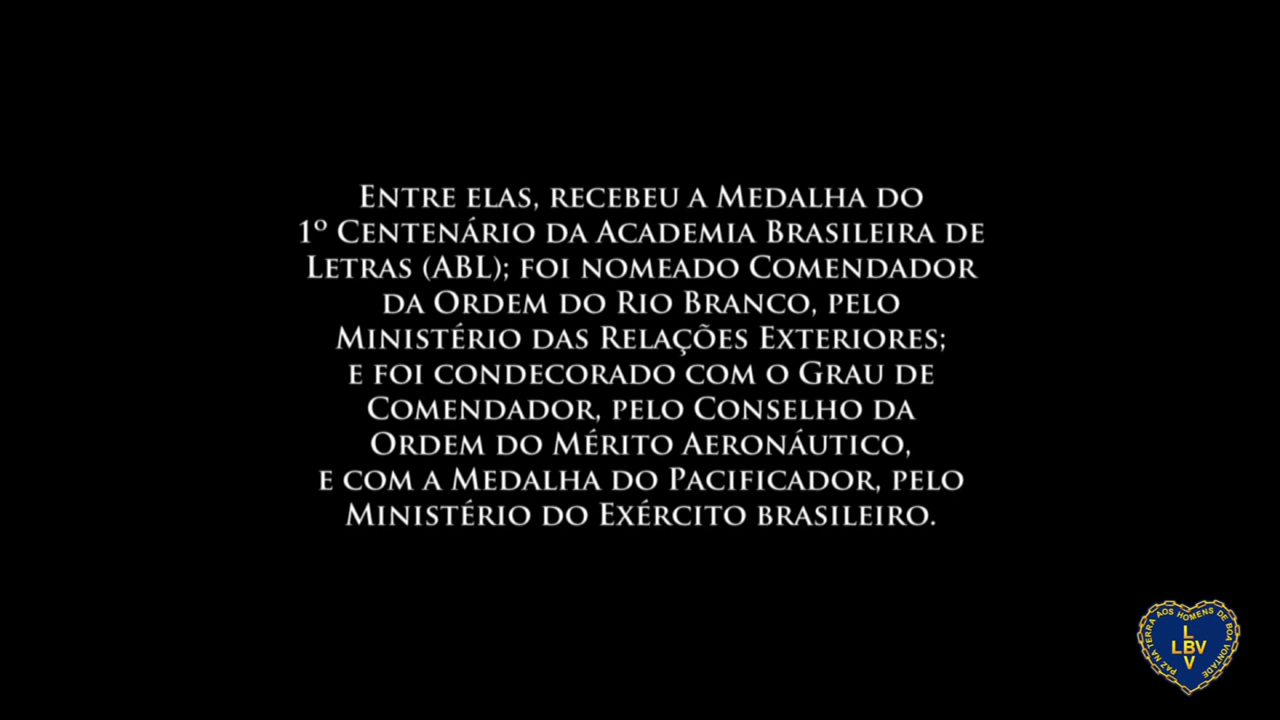 Entre elas, recebeu a Medalha do
1º Centenário da Academia Brasileira de
Letras (ABL); foi nomeado Comendador
da Ordem do Rio Branco, pelo
Ministério das Relações Exteriores;
e foi condecorado com o Grau de
Comendador, pelo Conselho da
Ordem do Mérito Aeronáutico,
e com a Medalha do Pacificador, pelo
Ministério do Exército brasileiro.
PAZ NA TERRA AOS HOMENS DE BOA VONTADE
L
LBV
V